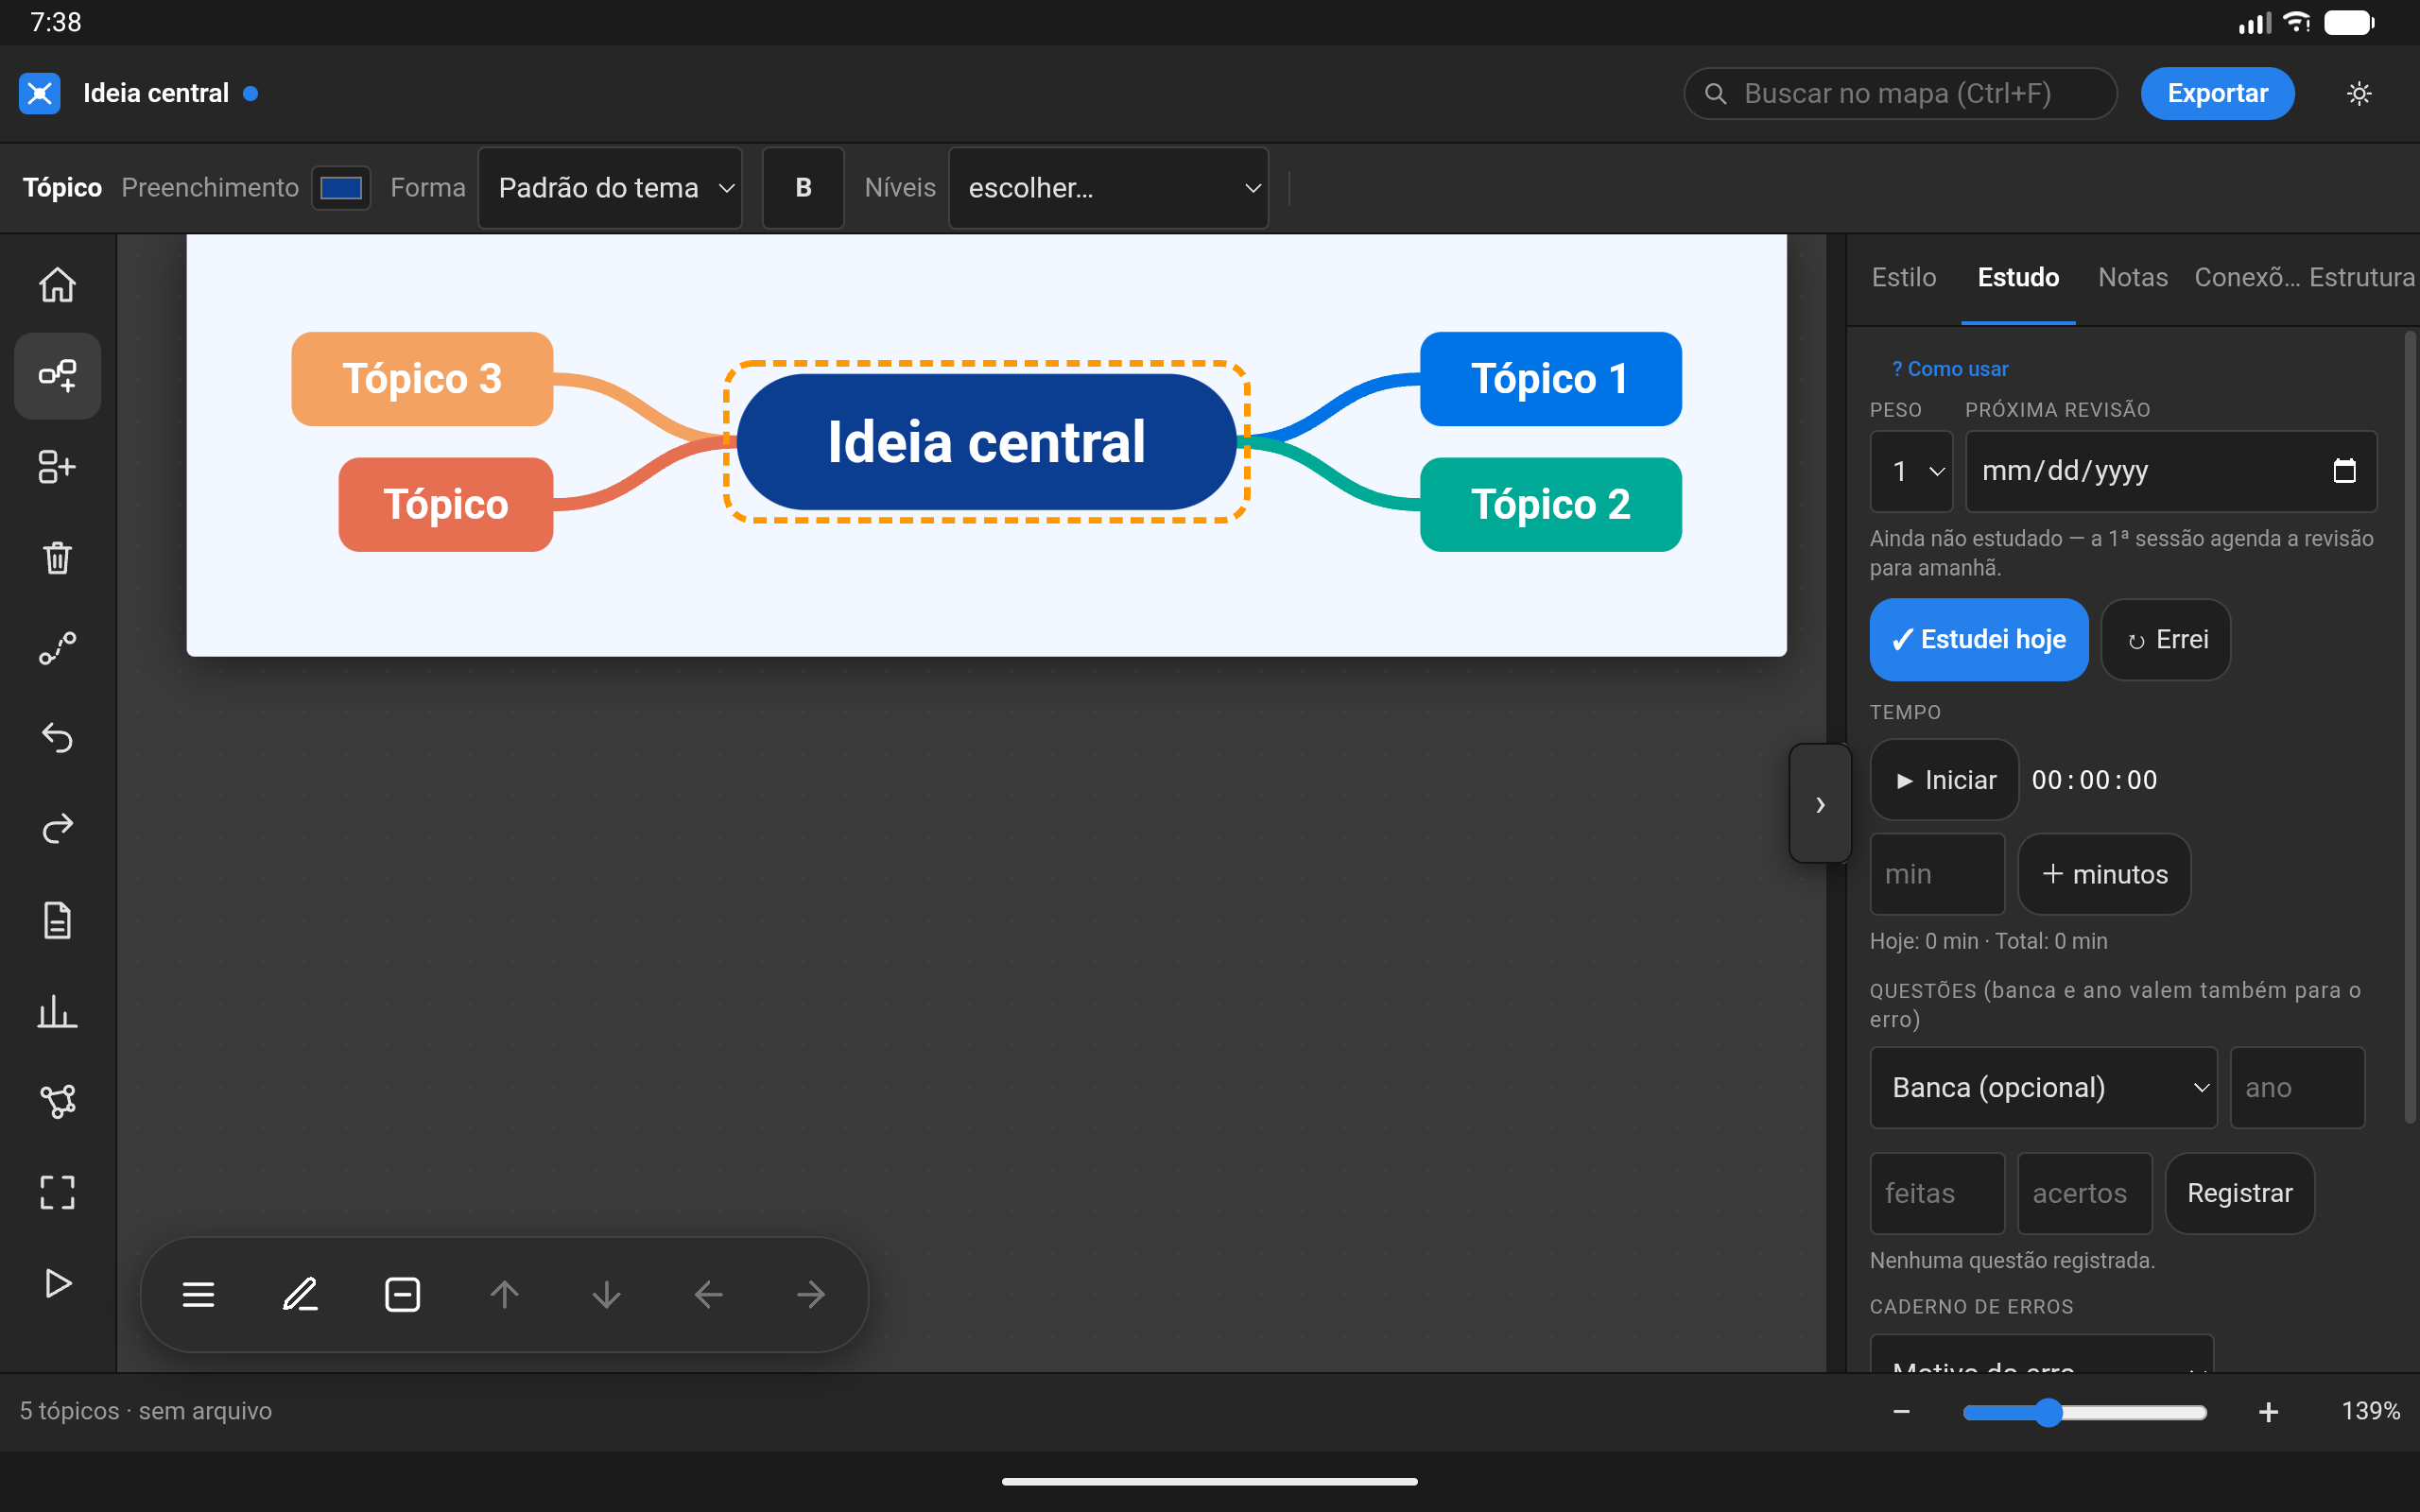 7:38
Ideia central
Buscar no mapa (Ctrl+F)
Exportar
Tópico Preenchimento Forma Padrão do tema B Níveis escolher...
Estilo Estudo Notas Conexõ... Estrutura
Tópico 3
Tópico
Ideia central
Tópico 1
Tópico 2
? Como usar
PESO PRÓXIMA REVISÃO
1 mm/dd/yyyy
Ainda não estudado — a 1ª sessão agenda a revisão
para amanhã.
✓ Estudei hoje ↻ Errei
TEMPO
► Iniciar 00:00:00
min + minutos
Hoje: 0 min · Total: 0 min
QUESTÕES (banca e ano valem também para o
erro)
Banca (opcional) ano
feitas acertos Registrar
Nenhuma questão registrada.
CADERNO DE ERROS
Motivo do erro
5 tópicos · sem arquivo
139%